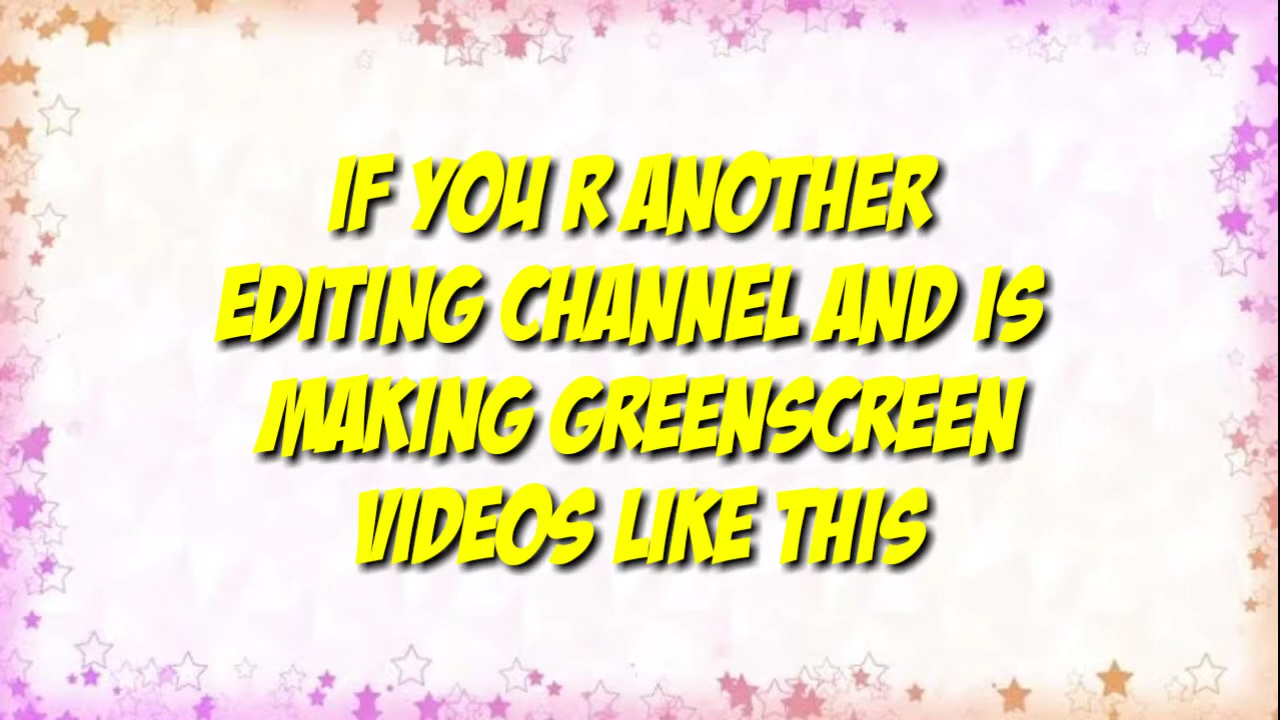 IF YOU R ANOTHER
EDITING CHANNEL AND IS
MAKING GREENSCREEN
VIDEOS LIKE THIS